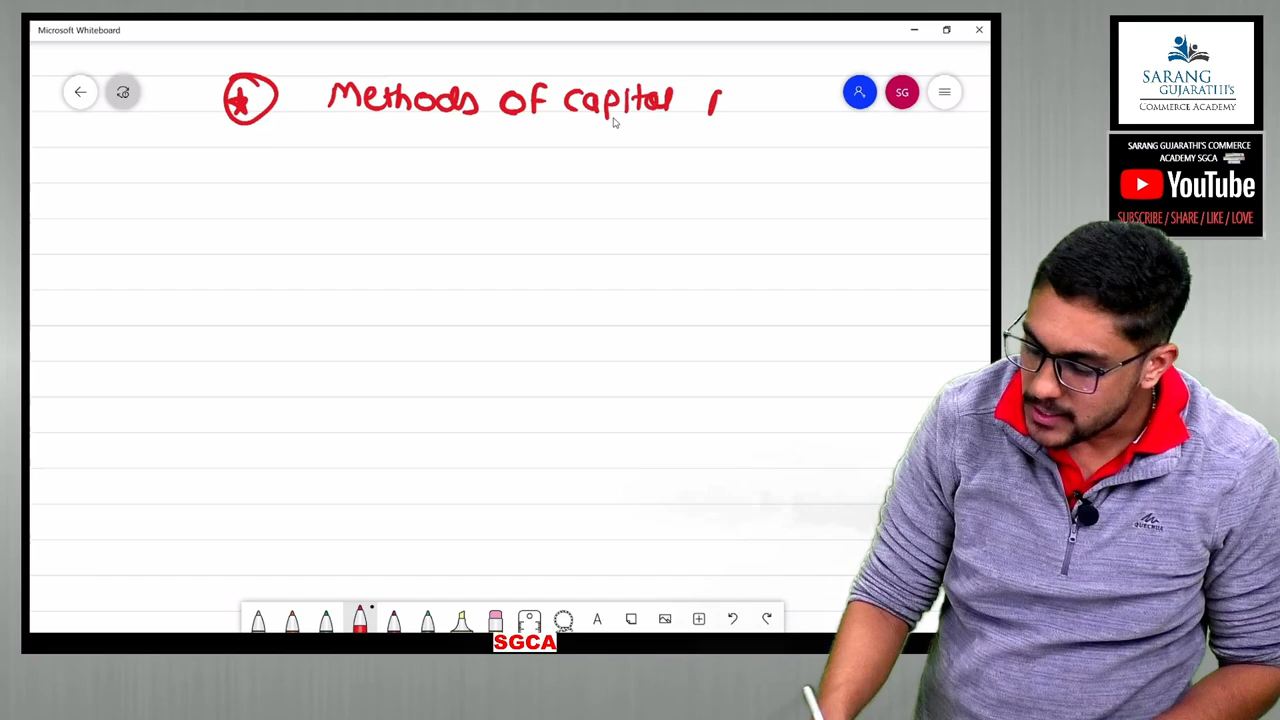 Microsoft Whiteboard
Methods of capital
SG
SARANG
GUJARATHI'S
COMMERCE ACADEMY
SARANG GUJARATHI'S COMMERCE
ACADEMY SGCA
YouTube
SUBSCRIBE / SHARE / LIKE / LOVE
QUECHUA
A
SGCA